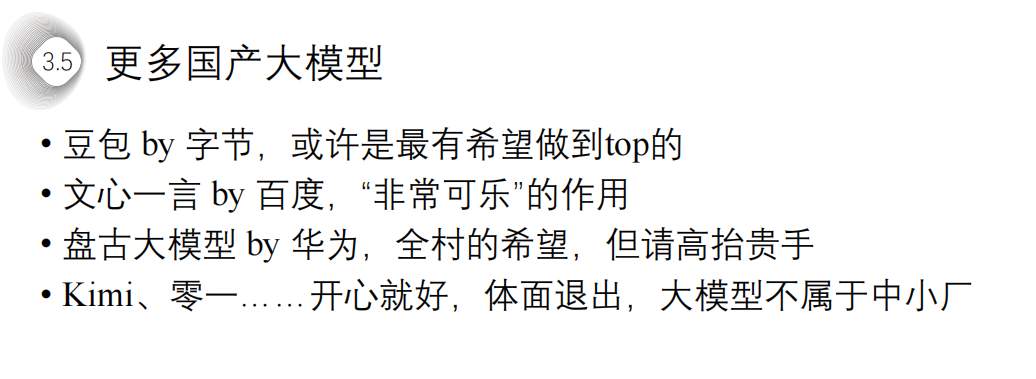 3.5 更多国产大模型
• 豆包 by 字节，或许是最有希望做到top的
• 文心一言 by 百度，“非常可乐”的作用
• 盘古大模型 by 华为，全村的希望，但请高抬贵手
• Kimi、零一……开心就好，体面退出，大模型不属于中小厂